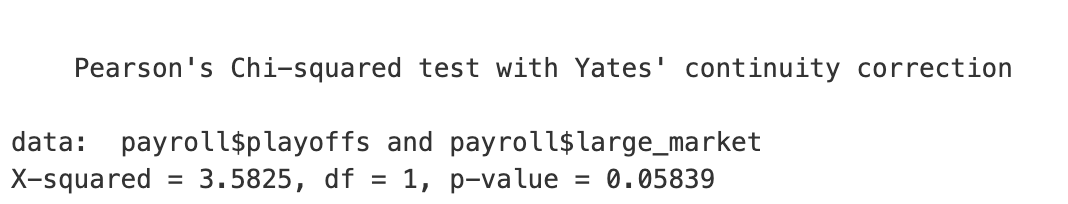 Pearson's Chi-squared test with Yates' continuity correction
data:  payroll$playoffs and payroll$large_market
X-squared = 3.5825, df = 1, p-value = 0.05839